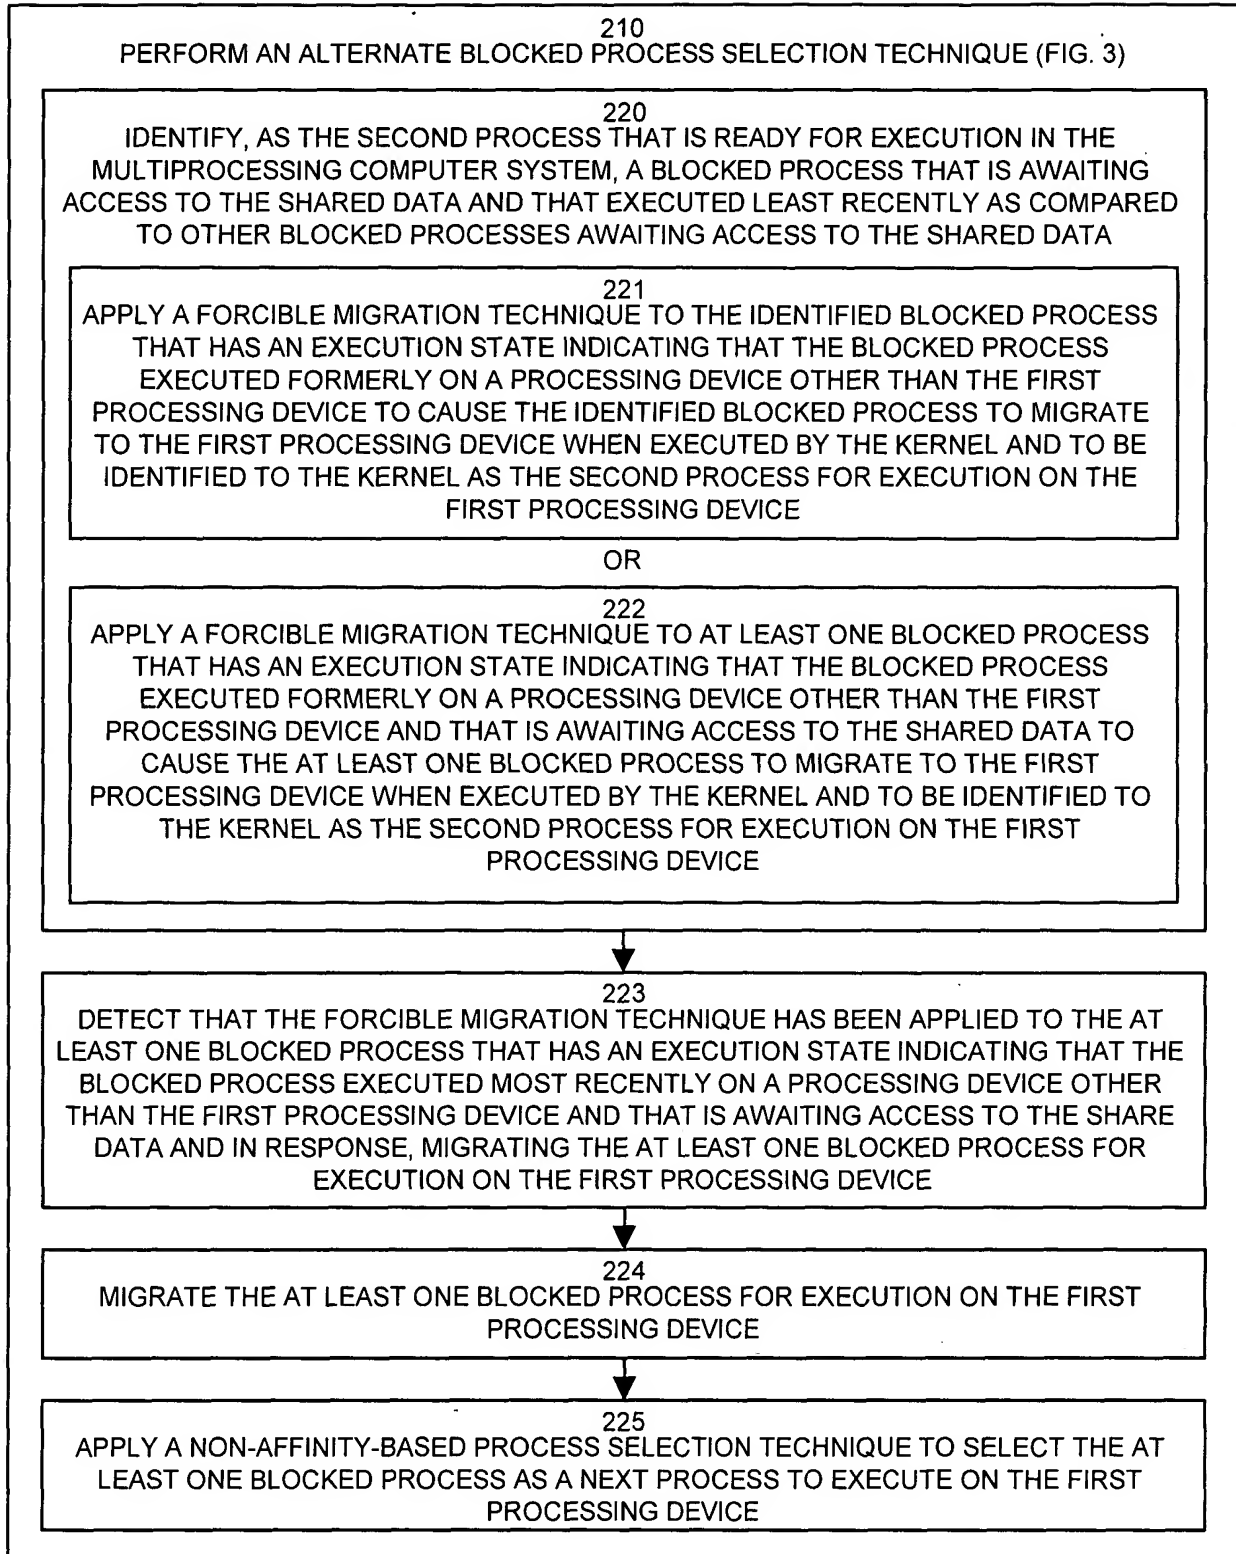 210
PERFORM AN ALTERNATE BLOCKED PROCESS SELECTION TECHNIQUE (FIG. 3)
220
IDENTIFY, AS THE SECOND PROCESS THAT IS READY FOR EXECUTION IN THE
MULTIPROCESSING COMPUTER SYSTEM, A BLOCKED PROCESS THAT IS AWAITING
ACCESS TO THE SHARED DATA AND THAT EXECUTED LEAST RECENTLY AS COMPARED
TO OTHER BLOCKED PROCESSES AWAITING ACCESS TO THE SHARED DATA
221
APPLY A FORCIBLE MIGRATION TECHNIQUE TO THE IDENTIFIED BLOCKED PROCESS
THAT HAS AN EXECUTION STATE INDICATING THAT THE BLOCKED PROCESS
EXECUTED FORMERLY ON A PROCESSING DEVICE OTHER THAN THE FIRST
PROCESSING DEVICE TO CAUSE THE IDENTIFIED BLOCKED PROCESS TO MIGRATE
TO THE FIRST PROCESSING DEVICE WHEN EXECUTED BY THE KERNEL AND TO BE
IDENTIFIED TO THE KERNEL AS THE SECOND PROCESS FOR EXECUTION ON THE
FIRST PROCESSING DEVICE
OR
222
APPLY A FORCIBLE MIGRATION TECHNIQUE TO AT LEAST ONE BLOCKED PROCESS
THAT HAS AN EXECUTION STATE INDICATING THAT THE BLOCKED PROCESS
EXECUTED FORMERLY ON A PROCESSING DEVICE OTHER THAN THE FIRST
PROCESSING DEVICE AND THAT IS AWAITING ACCESS TO THE SHARED DATA TO
CAUSE THE AT LEAST ONE BLOCKED PROCESS TO MIGRATE TO THE FIRST
PROCESSING DEVICE WHEN EXECUTED BY THE KERNEL AND TO BE IDENTIFIED TO
THE KERNEL AS THE SECOND PROCESS FOR EXECUTION ON THE FIRST
PROCESSING DEVICE
223
DETECT THAT THE FORCIBLE MIGRATION TECHNIQUE HAS BEEN APPLIED TO THE AT
LEAST ONE BLOCKED PROCESS THAT HAS AN EXECUTION STATE INDICATING THAT THE
BLOCKED PROCESS EXECUTED MOST RECENTLY ON A PROCESSING DEVICE OTHER
THAN THE FIRST PROCESSING DEVICE AND THAT IS AWAITING ACCESS TO THE SHARE
DATA AND IN RESPONSE, MIGRATING THE AT LEAST ONE BLOCKED PROCESS FOR
EXECUTION ON THE FIRST PROCESSING DEVICE
224
MIGRATE THE AT LEAST ONE BLOCKED PROCESS FOR EXECUTION ON THE FIRST
PROCESSING DEVICE
225
APPLY A NON-AFFINITY-BASED PROCESS SELECTION TECHNIQUE TO SELECT THE AT
LEAST ONE BLOCKED PROCESS AS A NEXT PROCESS TO EXECUTE ON THE FIRST
PROCESSING DEVICE